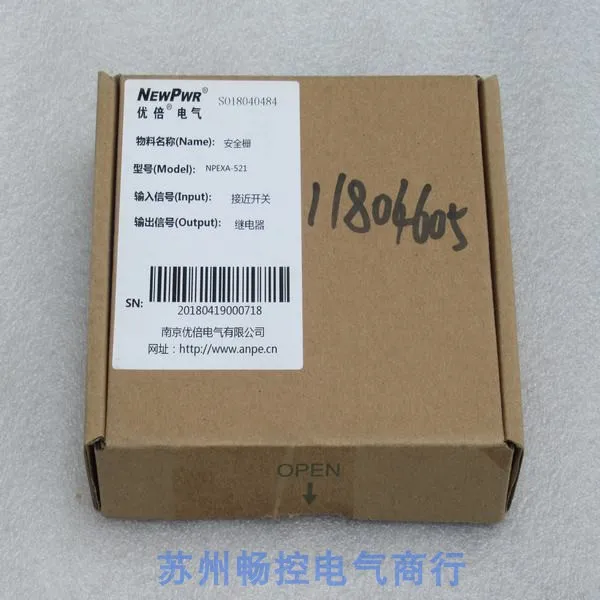 NEWPWR® SO18040484
优倍®电气
物料名称(Name): 安全栅
型号(Model): NPEXA-521
输入信号(Input): 接近开关
输出信号(Output): 继电器
SN:
20180419000718
南京优倍电气有限公司
网址：http://www.anpe.cn
11804605
OPEN
苏州畅控电气商行